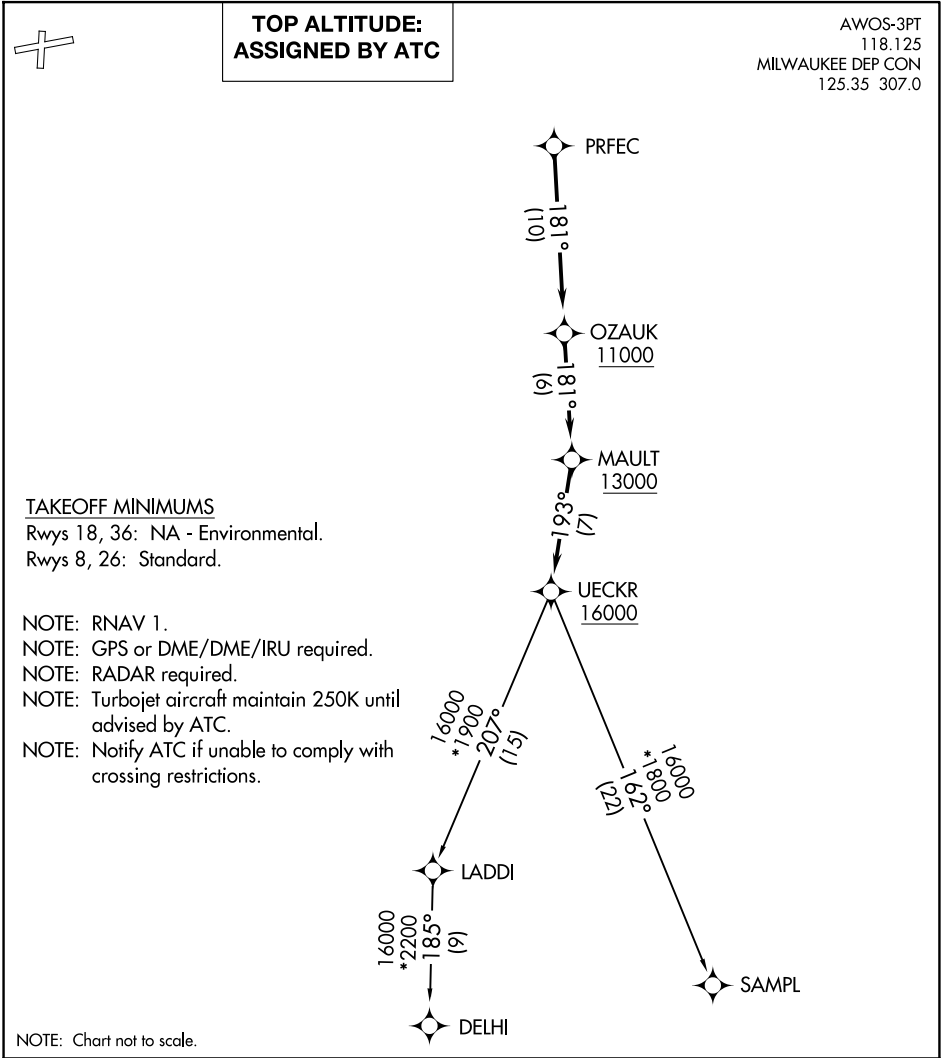 TOP ALTITUDE:
ASSIGNED BY ATC
AWOS-3PT
118.125
MILWAUKEE DEP CON
125.35 307.0
PRFEC
181°
(10)
OZAUK
11000
181°
(9)
MAULT
13000
193°
(7)
UECKR
16000
16000
*1900
207°
(15)
16000
*1800
162°
(22)
LADDI
16000
*2200
185°
(9)
DELHI
SAMPL
TAKEOFF MINIMUMS
Rwys 18, 36: NA - Environmental.
Rwys 8, 26: Standard.
NOTE: RNAV 1.
NOTE: GPS or DME/DME/IRU required.
NOTE: RADAR required.
NOTE: Turbojet aircraft maintain 250K until
advised by ATC.
NOTE: Notify ATC if unable to comply with
crossing restrictions.
NOTE: Chart not to scale.